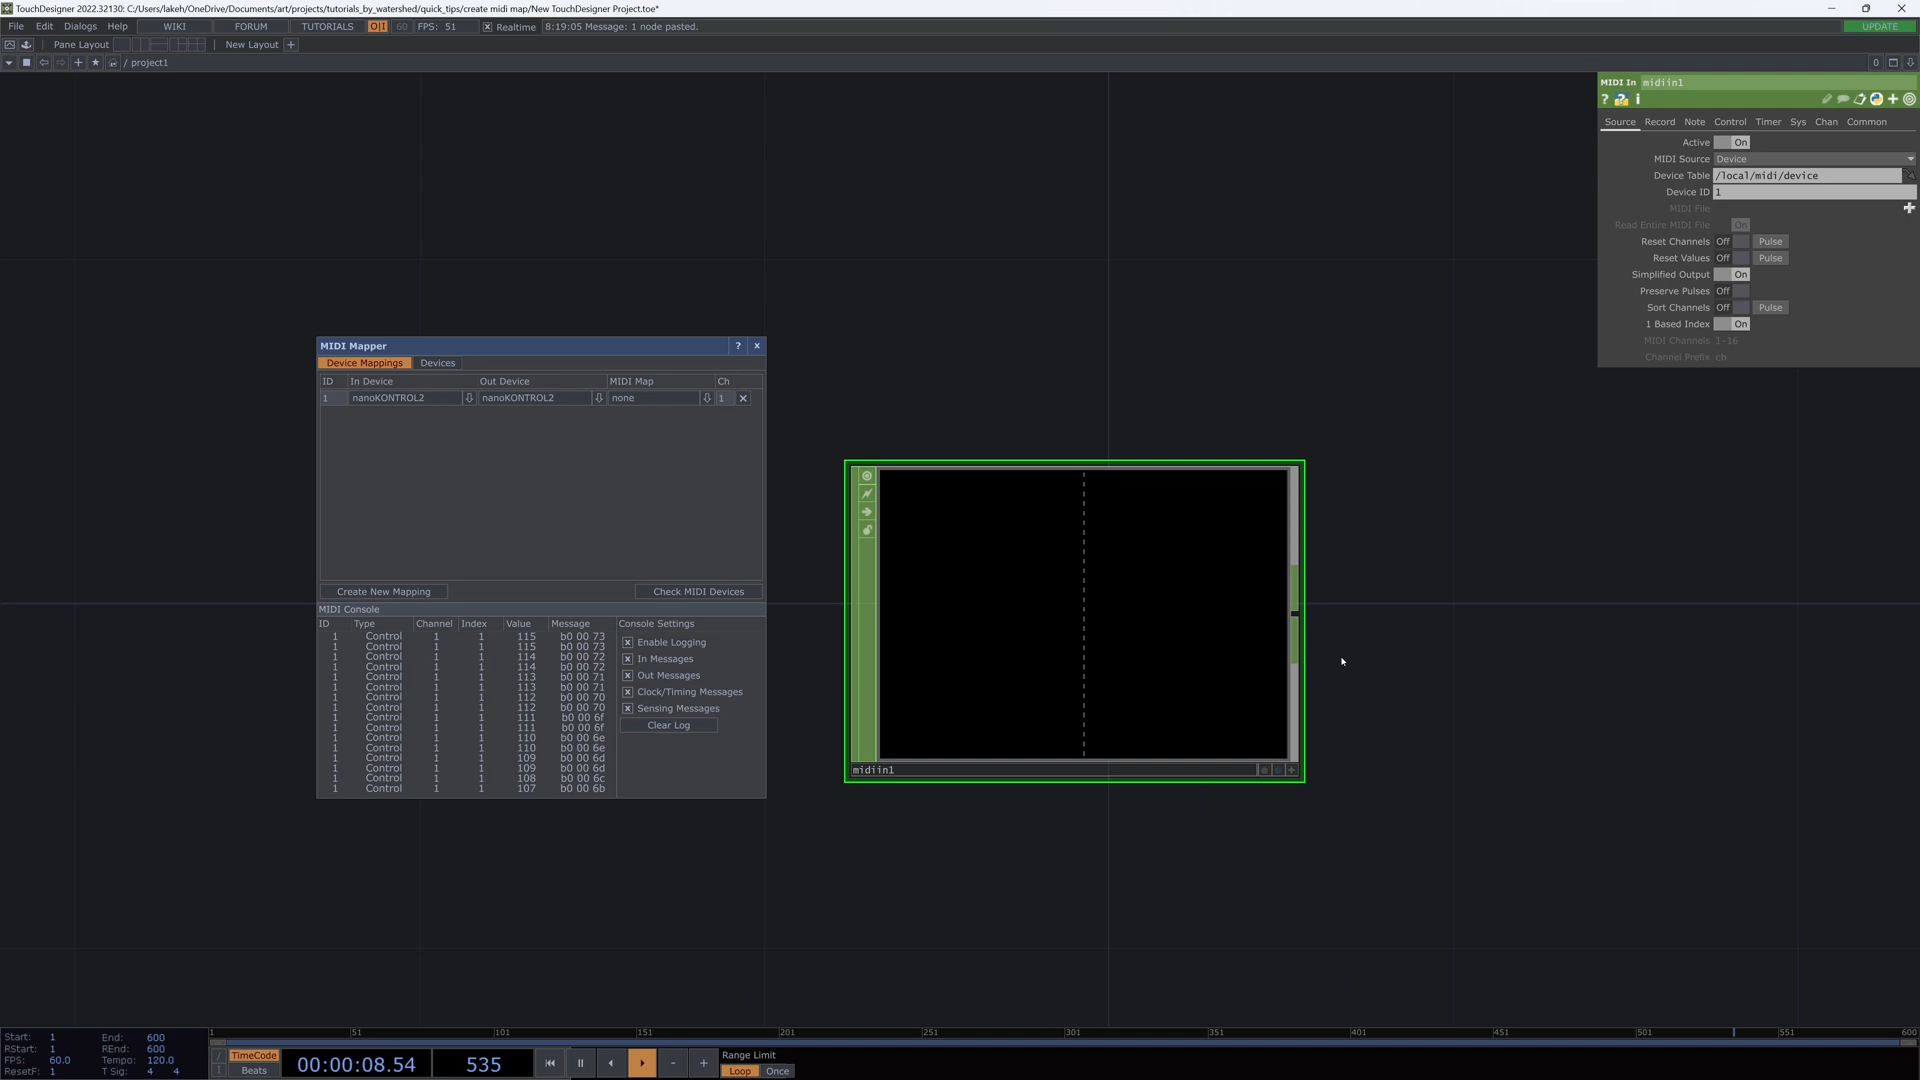 TouchDesigner 2022.32130: C:/Users/lakeh/OneDrive/Documents/art/projects/tutorials_by_watershed/quick_tips/create midi map/New TouchDesigner Project.toe*
File Edit Dialogs Help WIKI FORUM TUTORIALS O|I 60 FPS: 51 Realtime 8:19:05 Message: 1 node pasted. UPDATE
Pane Layout New Layout +
/ project1 0
MIDI In midiin1
? ? i
Source Record Note Control Timer Sys Chan Common
Active On
MIDI Source Device
Device Table /local/midi/device
Device ID 1
MIDI File
Read Entire MIDI File On
Reset Channels Off Pulse
Reset Values Off Pulse
Simplified Output On
Preserve Pulses Off
Sort Channels Off Pulse
1 Based Index On
MIDI Channels 1-16
Channel Prefix ch
MIDI Mapper ? x
Device Mappings Devices
ID In Device Out Device MIDI Map Ch
1 nanoKONTROL2 nanoKONTROL2 none 1
Create New Mapping Check MIDI Devices
MIDI Console
ID Type Channel Index Value Message Console Settings
1 Control 1 1 115 b0 00 73
1 Control 1 1 115 b0 00 73
1 Control 1 1 114 b0 00 72
1 Control 1 1 114 b0 00 72
1 Control 1 1 113 b0 00 71
1 Control 1 1 113 b0 00 71
1 Control 1 1 112 b0 00 70
1 Control 1 1 112 b0 00 70
1 Control 1 1 111 b0 00 6f
1 Control 1 1 111 b0 00 6f
1 Control 1 1 110 b0 00 6e
1 Control 1 1 110 b0 00 6e
1 Control 1 1 109 b0 00 6d
1 Control 1 1 109 b0 00 6d
1 Control 1 1 108 b0 00 6c
1 Control 1 1 107 b0 00 6b
Enable Logging
In Messages
Out Messages
Clock/Timing Messages
Sensing Messages
Clear Log
midiin1
1 51 101 151 201 251 301 351 401 451 501 551 600
Start: 1 End: 600
RStart: 1 REnd: 600
FPS: 60.0 Tempo: 120.0
ResetF: 1 T Sig: 4 4
TimeCode
Beats
00:00:08.54 535
- +
Range Limit
Loop Once